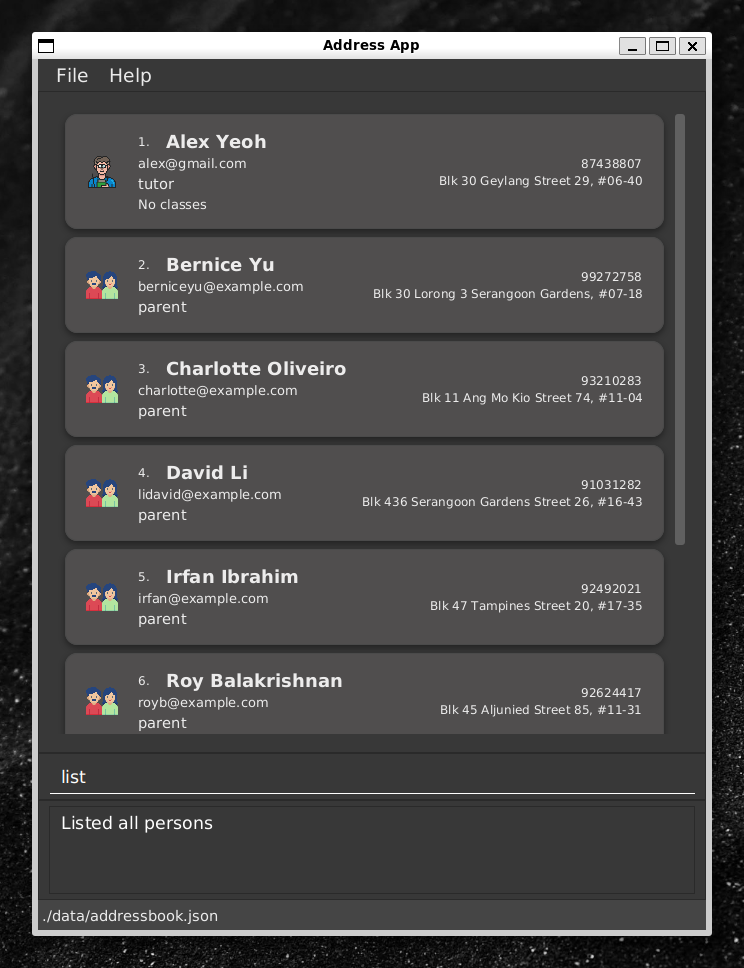 Address App
File Help
1. Alex Yeoh
alex@gmail.com
87438807
tutor
Blk 30 Geylang Street 29, #06-40
No classes
2. Bernice Yu
berniceyu@example.com
99272758
Blk 30 Lorong 3 Serangoon Gardens, #07-18
parent
3. Charlotte Oliveiro
charlotte@example.com
93210283
Blk 11 Ang Mo Kio Street 74, #11-04
parent
4. David Li
lidavid@example.com
91031282
Blk 436 Serangoon Gardens Street 26, #16-43
parent
5. Irfan Ibrahim
irfan@example.com
92492021
Blk 47 Tampines Street 20, #17-35
parent
6. Roy Balakrishnan
royb@example.com
92624417
Blk 45 Aljunied Street 85, #11-31
parent
list
Listed all persons
./data/addressbook.json